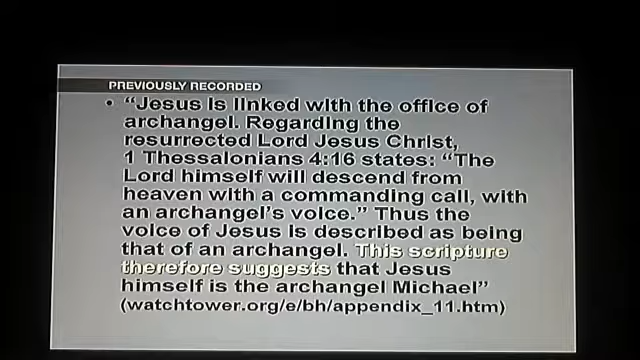 PREVIOUSLY RECORDED
• “Jesus is linked with the office of
archangel. Regarding the
resurrected Lord Jesus Christ,
1 Thessalonians 4:16 states: “The
Lord himself will descend from
heaven with a commanding call, with
an archangel’s voice.” Thus the
voice of Jesus is described as being
that of an archangel. This scripture
therefore suggests that Jesus
himself is the archangel Michael”
(watchtower.org/e/bh/appendix_11.htm)